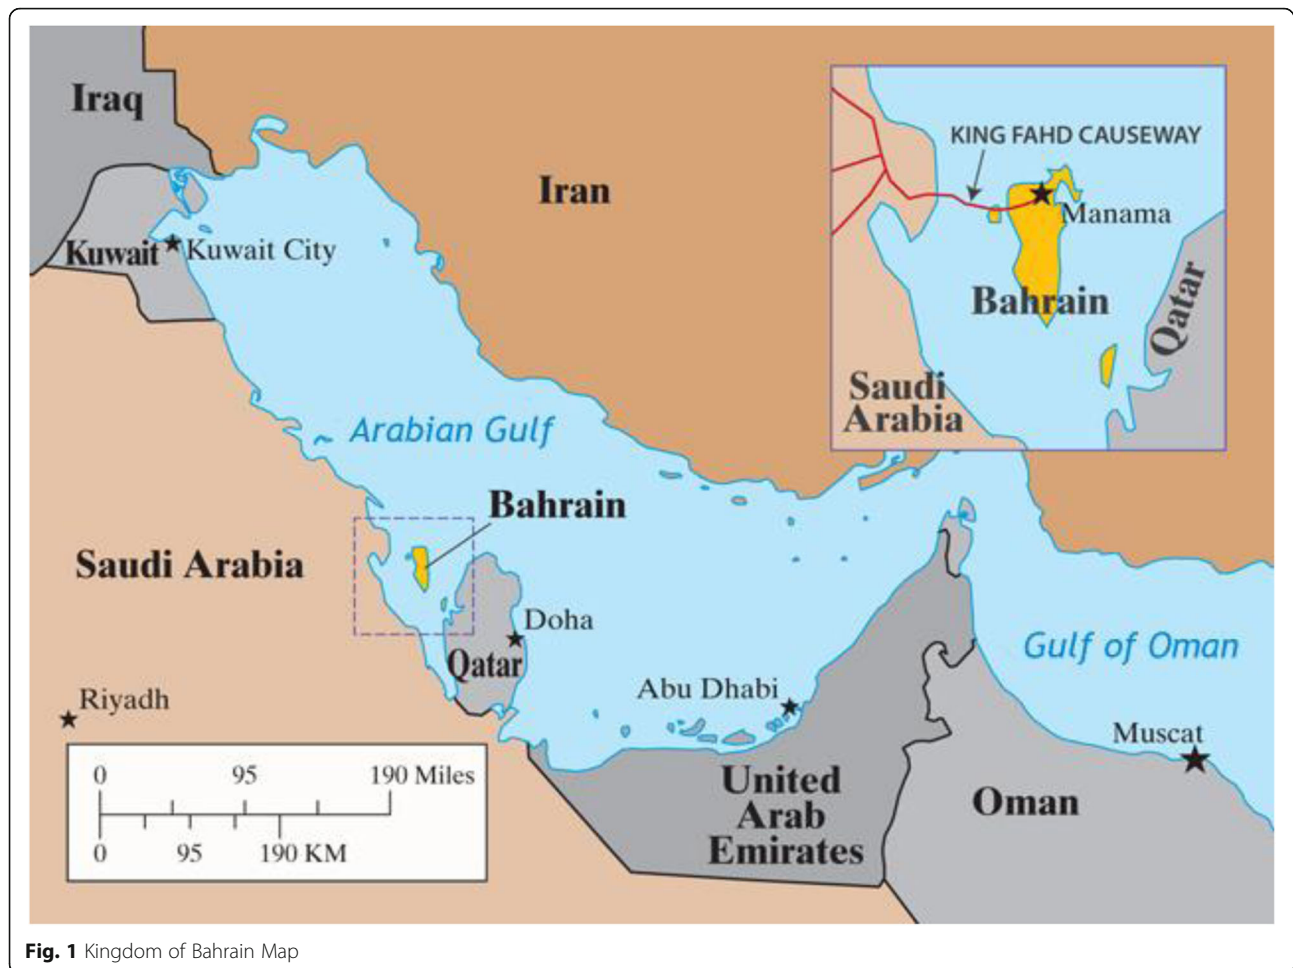 Iraq
Iran
Kuwait
Kuwait City
KING FAHD CAUSEWAY
Manama
Bahrain
Qatar
Saudi
Arabia
Arabian Gulf
Bahrain
Saudi Arabia
Doha
Qatar
Gulf of Oman
Riyadh
Abu Dhabi
Muscat
United
Arab
Emirates
Oman
0 95 190 Miles
0 95 190 KM
Fig. 1 Kingdom of Bahrain Map